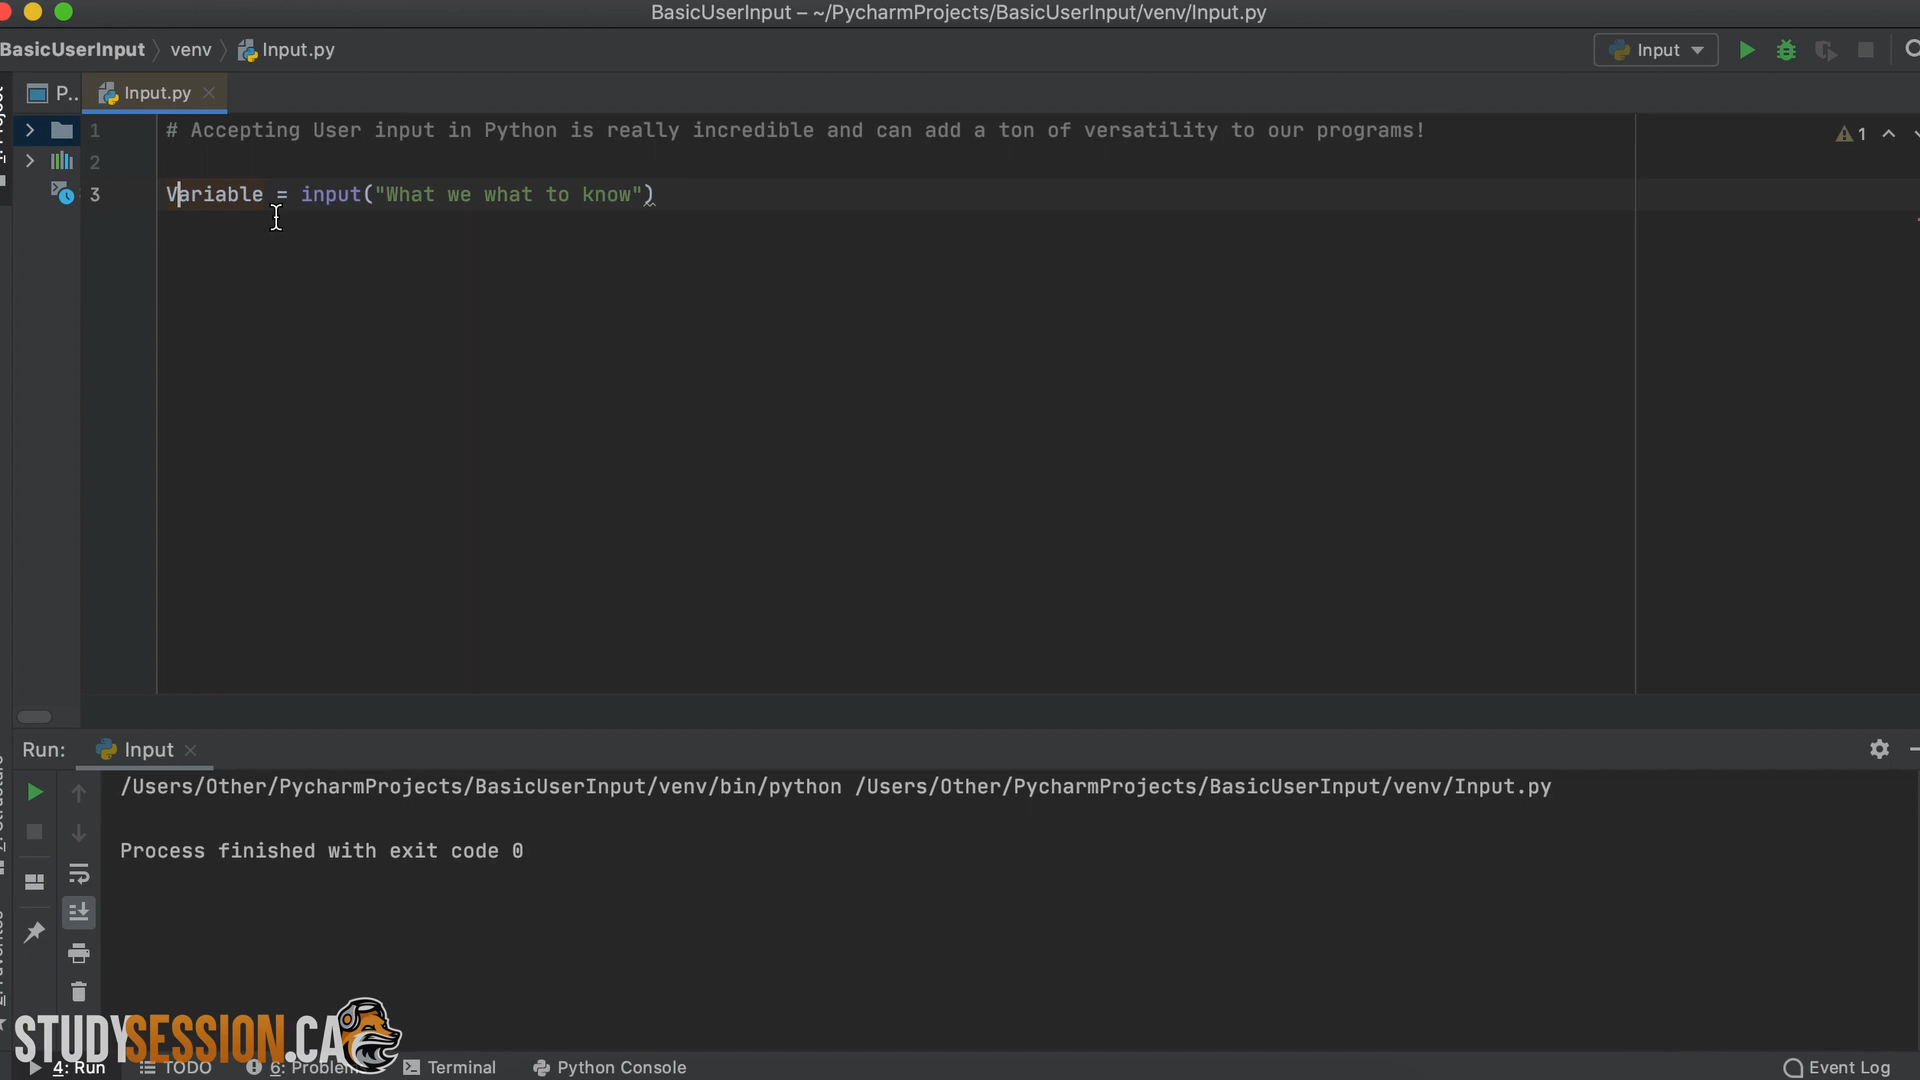 BasicUserInput – ~/PycharmProjects/BasicUserInput/venv/Input.py
BasicUserInput venv Input.py Input
P.. Input.py
1 # Accepting User input in Python is really incredible and can add a ton of versatility to our programs! 1
2
3 Variable = input("What we what to know")
Run: Input
/Users/Other/PycharmProjects/BasicUserInput/venv/bin/python /Users/Other/PycharmProjects/BasicUserInput/venv/Input.py
Process finished with exit code 0
STUDYSESSION.CA
4: Run TODO 6: Problem Terminal Python Console Event Log